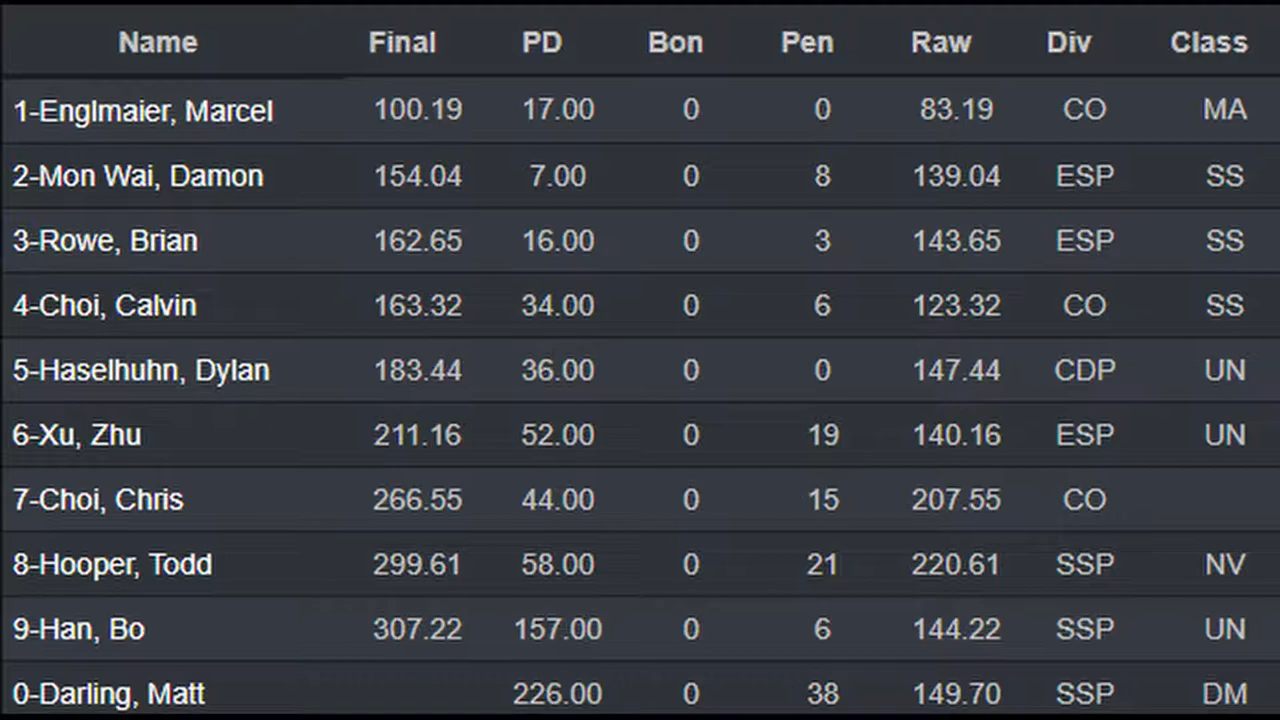 Name Final PD Bon Pen Raw Div Class
1-Englmaier, Marcel 100.19 17.00 0 0 83.19 CO MA
2-Mon Wai, Damon 154.04 7.00 0 8 139.04 ESP SS
3-Rowe, Brian 162.65 16.00 0 3 143.65 ESP SS
4-Choi, Calvin 163.32 34.00 0 6 123.32 CO SS
5-Haselhuhn, Dylan 183.44 36.00 0 0 147.44 CDP UN
6-Xu, Zhu 211.16 52.00 0 19 140.16 ESP UN
7-Choi, Chris 266.55 44.00 0 15 207.55 CO
8-Hooper, Todd 299.61 58.00 0 21 220.61 SSP NV
9-Han, Bo 307.22 157.00 0 6 144.22 SSP UN
0-Darling, Matt 226.00 0 38 149.70 SSP DM